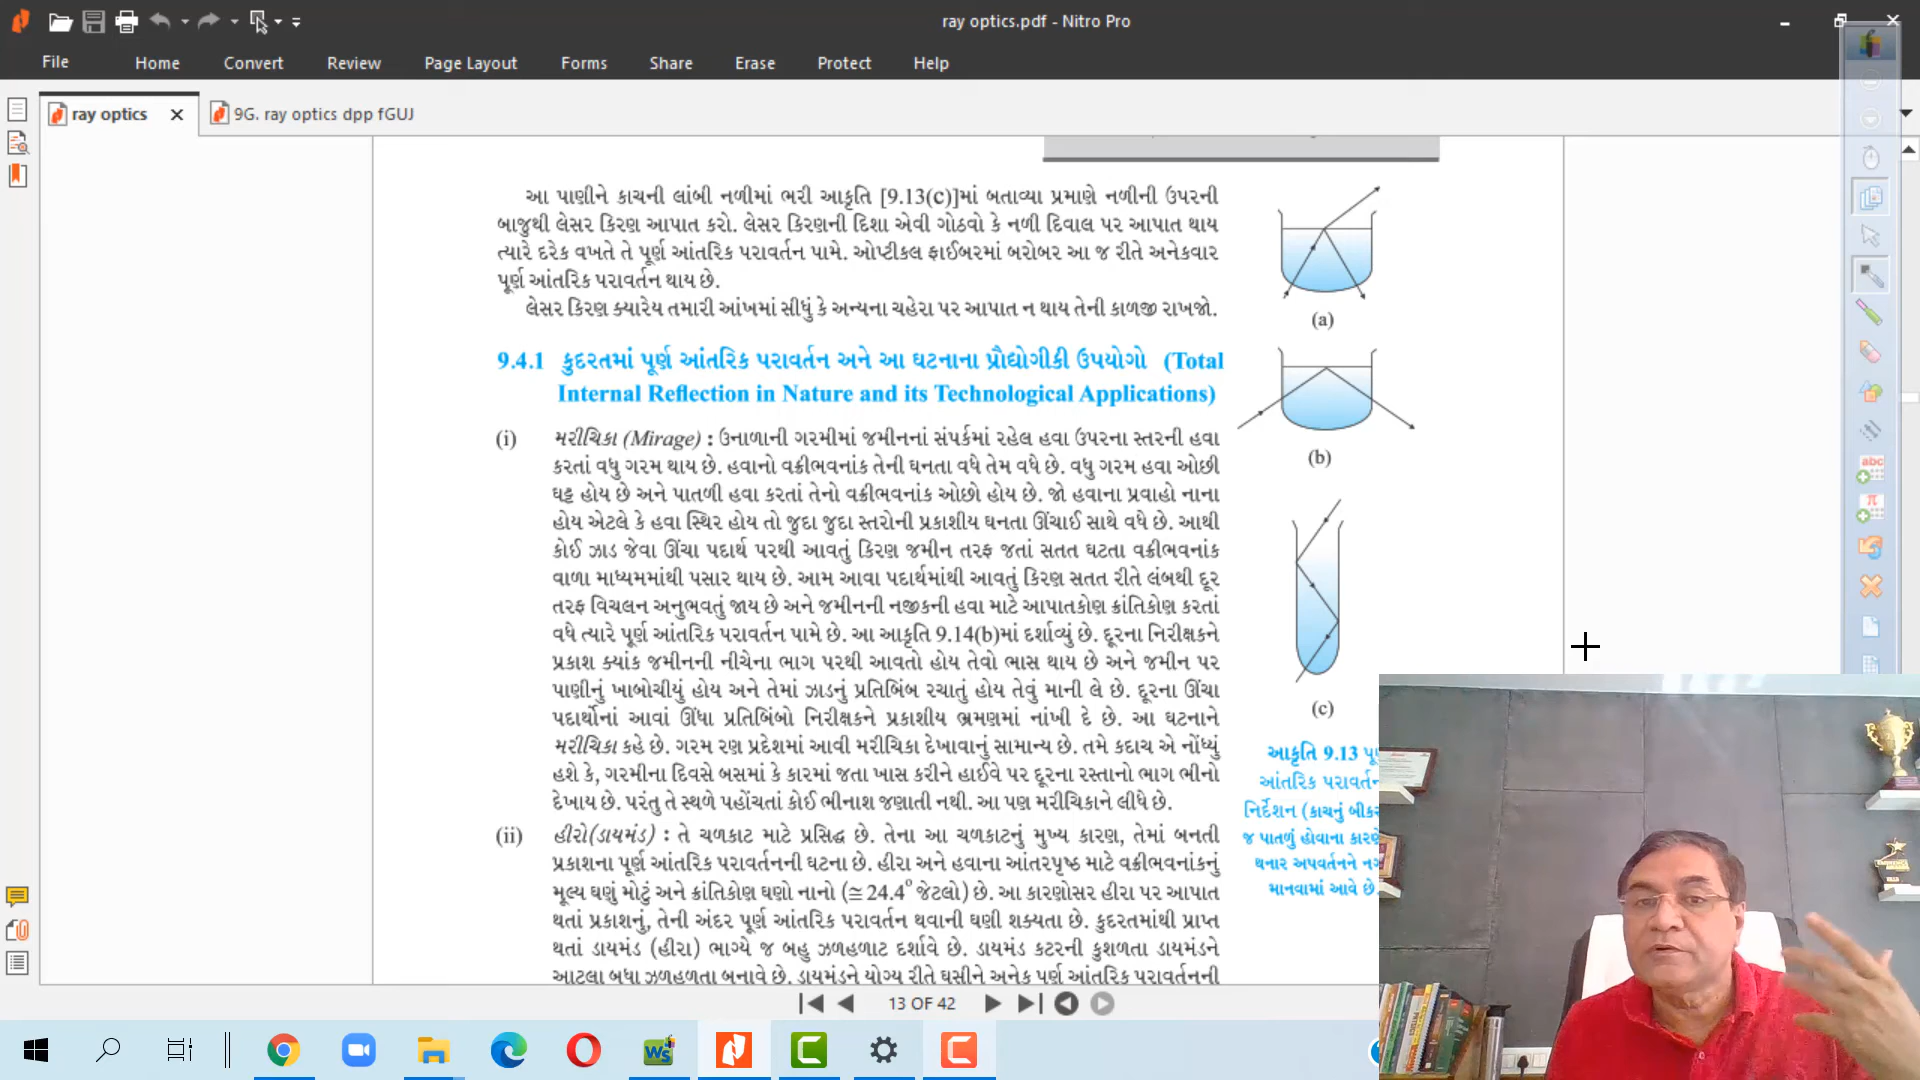 ray optics.pdf - Nitro Pro
File Home Convert Review Page Layout Forms Share Erase Protect Help
ray optics 9G. ray optics dpp fGUJ
આ પાણીને કાચની લાંબી નળીમાં ભરી આકૃતિ [9.13(c)]માં બતાવ્યા પ્રમાણે નળીની ઉપરની
બાજુથી લેસર કિરણ આપાત કરો. લેસર કિરણની દિશા એવી ગોઠવો કે નળી દિવાલ પર આપાત થાય
ત્યારે દરેક વખતે તે પૂર્ણ આંતરિક પરાવર્તન પામે. ઓપ્ટીકલ ફાઈબરમાં બરોબર આ જ રીતે અનેકવાર
પૂર્ણ આંતરિક પરાવર્તન થાય છે.
લેસર કિરણ ક્યારેય તમારી આંખમાં સીધું કે અન્યના ચહેરા પર આપાત ન થાય તેની કાળજી રાખજો.
(a)
9.4.1 કુદરતમાં પૂર્ણ આંતરિક પરાવર્તન અને આ ઘટનાના પ્રૌદ્યોગીકી ઉપયોગો (Total
Internal Reflection in Nature and its Technological Applications)
(i) મરીચિકા (Mirage) : ઉનાળાની ગરમીમાં જમીનનાં સંપર્કમાં રહેલ હવા ઉપરના સ્તરની હવા
કરતાં વધુ ગરમ થાય છે. હવાનો વક્રીભવનાંક તેની ઘનતા વધે તેમ વધે છે. વધુ ગરમ હવા ઓછી
ઘટ્ટ હોય છે અને પાતળી હવા કરતાં તેનો વક્રીભવનાંક ઓછો હોય છે. જો હવાના પ્રવાહો નાના
હોય એટલે કે હવા સ્થિર હોય તો જુદા જુદા સ્તરોની પ્રકાશીય ઘનતા ઊંચાઈ સાથે વધે છે. આથી
કોઈ ઝાડ જેવા ઊંચા પદાર્થ પરથી આવતું કિરણ જમીન તરફ જતાં સતત ઘટતા વક્રીભવનાંક
વાળા માધ્યમમાંથી પસાર થાય છે. આમ આવા પદાર્થમાંથી આવતું કિરણ સતત રીતે લંબથી દૂર
તરફ વિચલન અનુભવતું જાય છે અને જમીનની નજીકની હવા માટે આપાતકોણ ક્રાંતિકોણ કરતાં
વધે ત્યારે પૂર્ણ આંતરિક પરાવર્તન પામે છે. આ આકૃતિ 9.14(b)માં દર્શાવ્યું છે. દૂરના નિરીક્ષકને
પ્રકાશ ક્યાંક જમીનની નીચેના ભાગ પરથી આવતો હોય તેવો ભાસ થાય છે અને જમીન પર
પાણીનું ખાબોચીયું હોય અને તેમાં ઝાડનું પ્રતિબિંબ રચાતું હોય તેવું માની લે છે. દૂરના ઊંચા
પદાર્થોનાં આવાં ઊંધા પ્રતિબિંબો નિરીક્ષકને પ્રકાશીય ભ્રમણમાં નાંખી દે છે. આ ઘટનાને
મરીચિકા કહે છે. ગરમ રણ પ્રદેશમાં આવી મરીચિકા દેખાવાનું સામાન્ય છે. તમે કદાચ એ નોંધ્યું
હશે કે, ગરમીના દિવસે બસમાં કે કારમાં જતા ખાસ કરીને હાઈવે પર દૂરના રસ્તાનો ભાગ ભીનો
દેખાય છે. પરંતુ તે સ્થળે પહોંચતાં કોઈ ભીનાશ જણાતી નથી. આ પણ મરીચિકાને લીધે છે.
(ii) હીરો(ડાયમંડ) : તે ચળકાટ માટે પ્રસિદ્ધ છે. તેના આ ચળકાટનું મુખ્ય કારણ, તેમાં બનતી
પ્રકાશના પૂર્ણ આંતરિક પરાવર્તનની ઘટના છે. હીરા અને હવાના આંતરપૃષ્ઠ માટે વક્રીભવનાંકનું
મૂલ્ય ઘણું મોટું અને ક્રાંતિકોણ ઘણો નાનો (≅ 24.4° જેટલો) છે. આ કારણોસર હીરા પર આપાત
થતાં પ્રકાશનું, તેની અંદર પૂર્ણ આંતરિક પરાવર્તન થવાની ઘણી શક્યતા છે. કુદરતમાંથી પ્રાપ્ત
થતાં ડાયમંડ (હીરા) ભાગ્યે જ બહુ ઝળહળાટ દર્શાવે છે. ડાયમંડ કટરની કુશળતા ડાયમંડને
આટલા બધા ઝળહળતા બનાવે છે. ડાયમંડને યોગ્ય રીતે ઘસીને અનેક પૂર્ણ આંતરિક પરાવર્તનની
(b)
(c)
આકૃતિ 9.13
આંતરિક
નિર્દેશન (કાચનું
જ પાતળું હોવાના
થનાર અપવર્તનને
માનવામાં આવે છે
13 OF 42